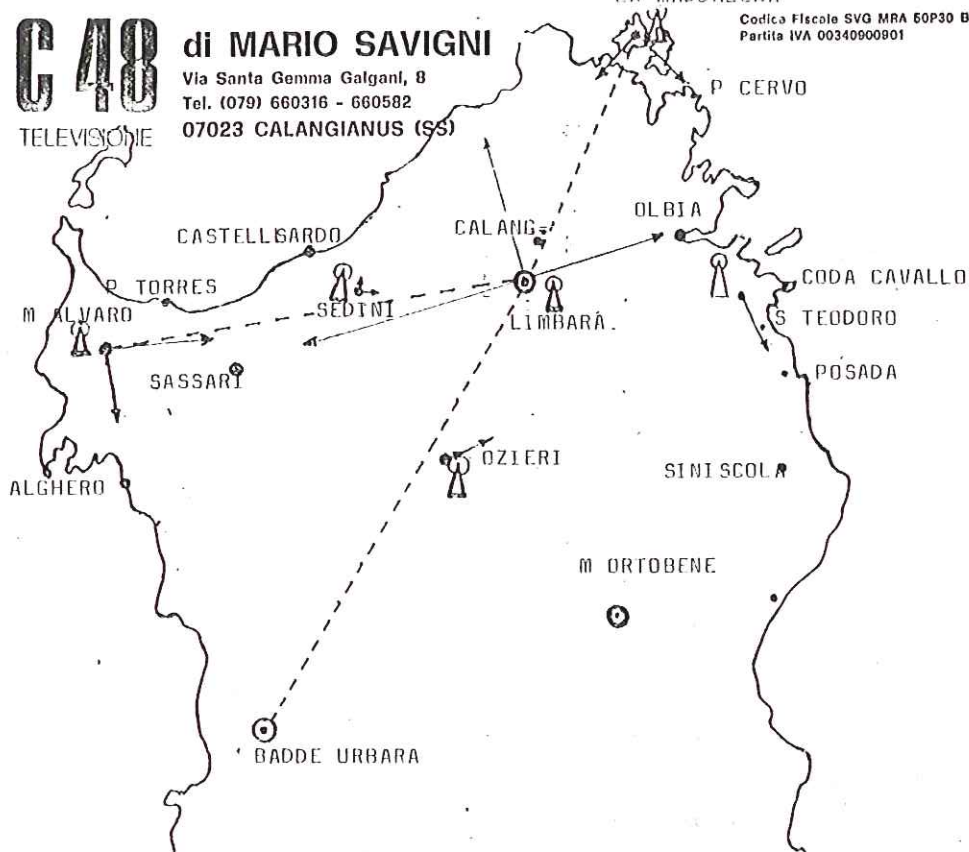 C 48
TELEVISIONE
di MARIO SAVIGNI
Via Santa Gemma Galgani, 8
Tel. (079) 660316 - 660582
07023 CALANGIANUS (SS)
Codice Fiscale SVG MRA 50P30 B
Partita IVA 00340900901
P CERVO
OLBIA
CALANG
CASTELLSARDO
CODA CAVALLO
P TORRES
SEDINI
M ALVARO
LIMBARA
S TEODORO
POSADA
SASSARI
OZIERI
SINISCOLA
ALGHERO
M ORTOBENE
BADDE URBARA